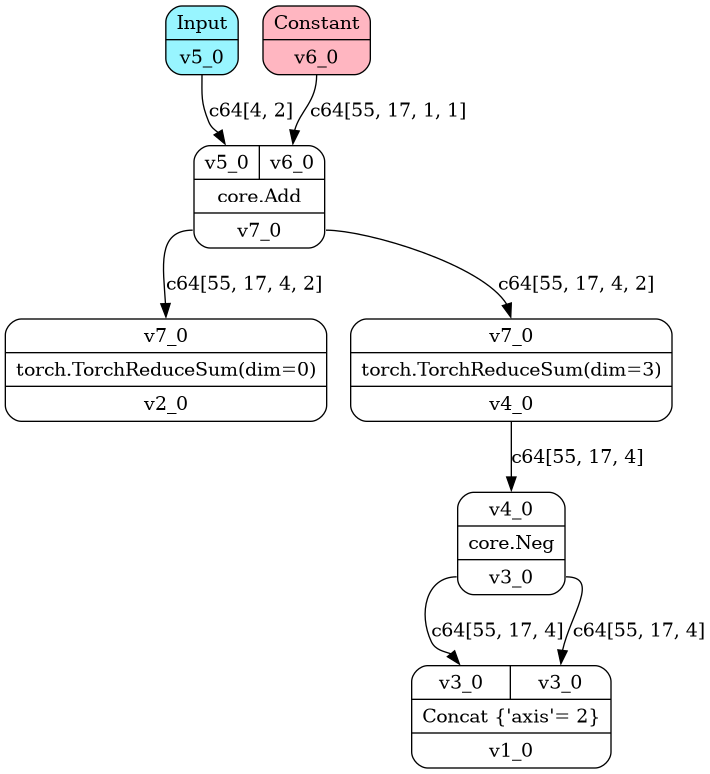 Input
v5_0
Constant
v6_0
c64[4, 2]
c64[55, 17, 1, 1]
v5_0
v6_0
core.Add
v7_0
c64[55, 17, 4, 2]
c64[55, 17, 4, 2]
v7_0
torch.TorchReduceSum(dim=0)
v2_0
v7_0
torch.TorchReduceSum(dim=3)
v4_0
c64[55, 17, 4]
v4_0
core.Neg
v3_0
c64[55, 17, 4]
c64[55, 17, 4]
v3_0
v3_0
Concat {'axis'= 2}
v1_0